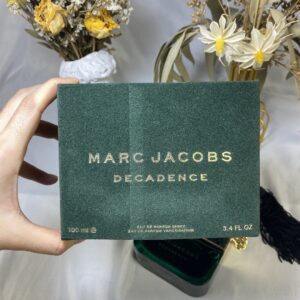 MARC JACOBS
DECADENCE
100 ml ℮
EAU DE PARFUM SPRAY
EAU DE PARFUM VAPORISATEUR
3.4 FL OZ